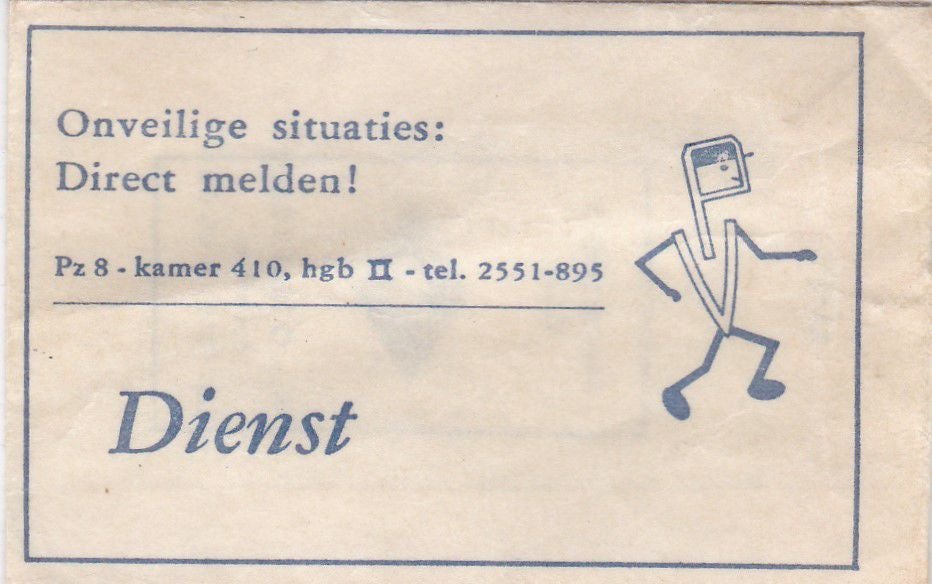 Onveilige situaties:
Direct melden!
Pz 8 - kamer 410, hgb II - tel. 2551-895
Dienst